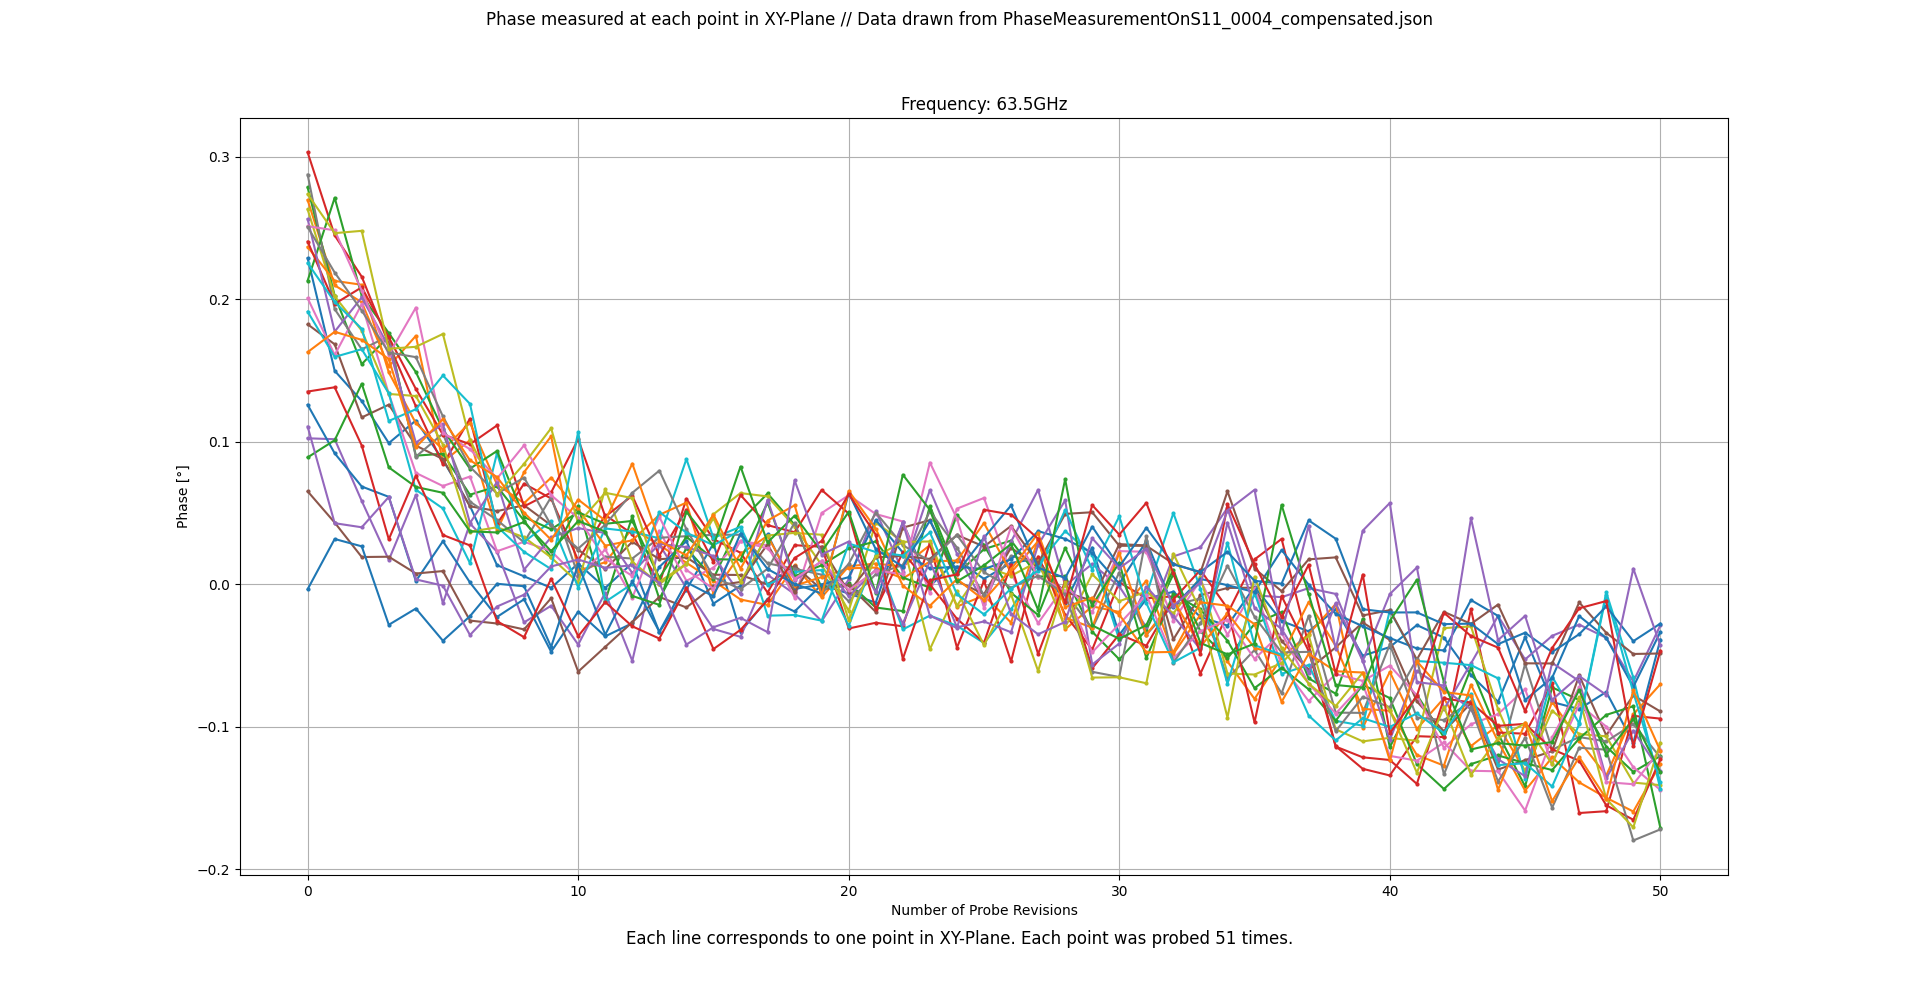 Phase measured at each point in XY-Plane // Data drawn from PhaseMeasurementOnS11_0004_compensated.json
Frequency: 63.5GHz
0.3
0.2
0.1
0.0
−0.1
−0.2
Phase [°]
0 10 20 30 40 50
Number of Probe Revisions
Each line corresponds to one point in XY-Plane. Each point was probed 51 times.